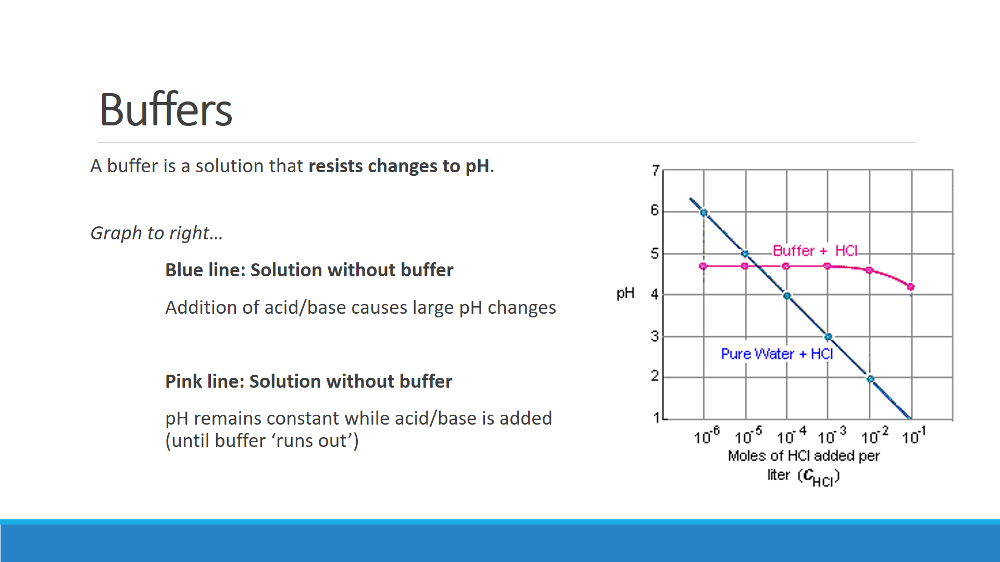 Buffers
A buffer is a solution that resists changes to pH.
Graph to right…
Blue line: Solution without buffer
Addition of acid/base causes large pH changes
Pink line: Solution without buffer
pH remains constant while acid/base is added
(until buffer ‘runs out’)
7
6
5
4
3
2
1
pH
Buffer + HCl
Pure Water + HCl
10⁻⁶ 10⁻⁵ 10⁻⁴ 10⁻³ 10⁻² 10⁻¹
Moles of HCl added per
liter (C_HCl)